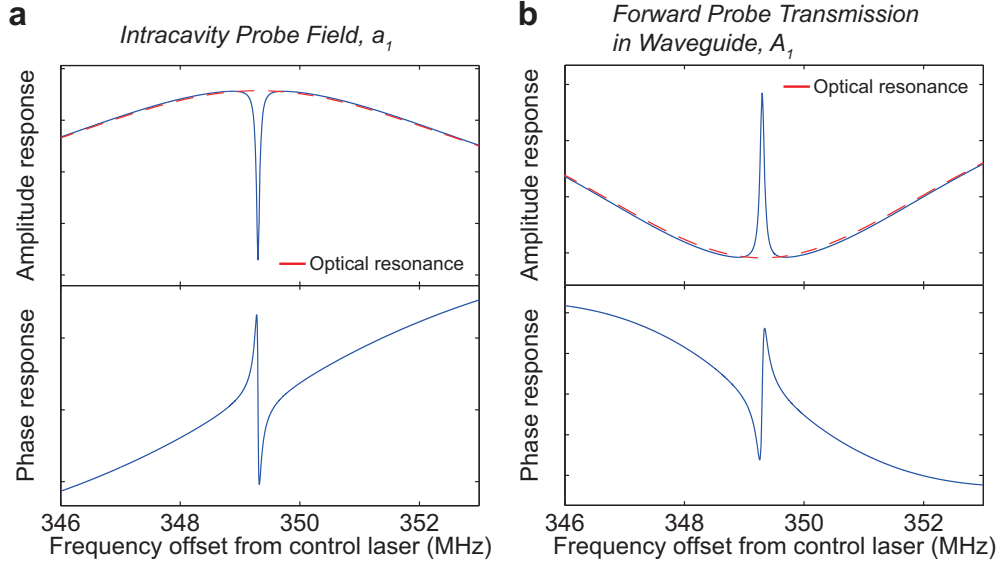 a
Intracavity Probe Field, a1
Amplitude response
Optical resonance
Phase response
346
348
350
352
Frequency offset from control laser (MHz)
b
Forward Probe Transmission
in Waveguide, A1
Amplitude response
Optical resonance
Phase response
346
348
350
352
Frequency offset from control laser (MHz)